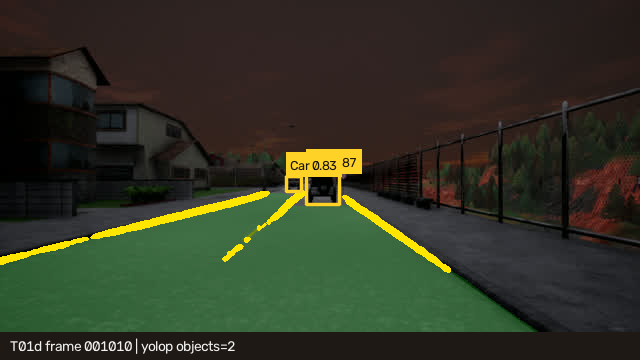 Car 0.83 87
T01d frame 001010 | yolop objects=2